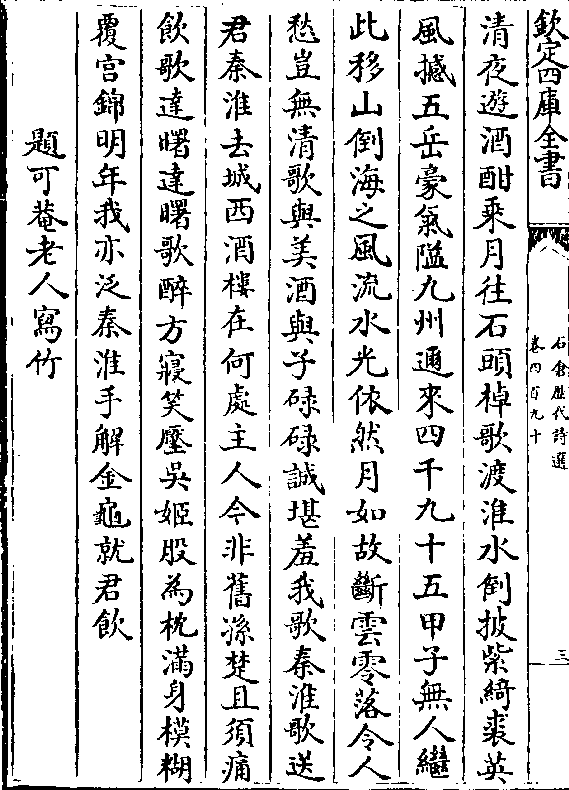 欽定四庫全書
石倉歷代詩選
卷四百九十
三
清夜遊酒酣乘月往石頭棹歌渡淮水倒披紫綺裘英
風撼五岳豪氣隘九州邇來四千九十五甲子無人繼
此移山倒海之風流水光依然月如故斷雲零落令人
愁豈無清歌與美酒與子碌碌誠堪羞我歌秦淮歌送
君秦淮去城西酒樓在何處主人今非舊孫楚且須痛
飲歌達曙達曙歌醉方寢笑壓吳姬股為枕滿身模糊
覆宫錦明年我亦泛秦淮手解金龜就君飲
題可菴老人寫竹